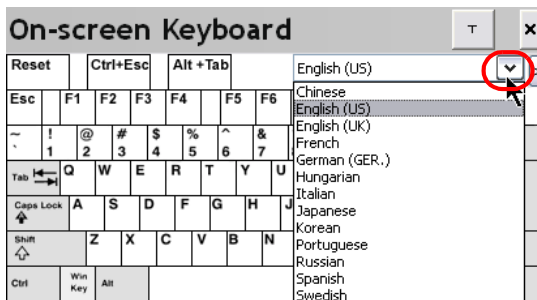 On-screen Keyboard T ×
Reset Ctrl+Esc Alt +Tab English (US)
Chinese
Esc F1 F2 F3 F4 F5 F6 English (US)
English (UK)
~ ! @ # $ % ^ & French
` 1 2 3 4 5 6 7 German (GER.)
Tab Q W E R T Y U Hungarian
Italian
Caps Lock A S D F G H J Japanese
Korean
Shift Z X C V B N Portuguese
Russian
Ctrl Win Key Alt Spanish
Swedish